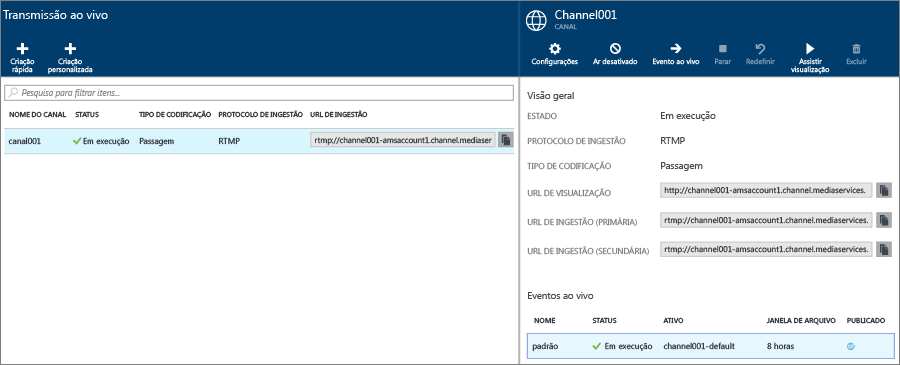 Transmissão ao vivo
Criação rápida
Criação personalizada
Pesquisa para filtrar itens...
NOME DO CANAL STATUS TIPO DE CODIFICAÇÃO PROTOCOLO DE INGESTÃO URL DE INGESTÃO
canal001 Em execução Passagem RTMP rtmp://channel001-amsaccount1.channel.mediaser
Channel001
CANAL
Configurações
Ar desativado
Evento ao vivo
Parar
Redefinir
Assistir visualização
Excluir
Visão geral
ESTADO Em execução
PROTOCOLO DE INGESTÃO RTMP
TIPO DE CODIFICAÇÃO Passagem
URL DE VISUALIZAÇÃO http://channel001-amsaccount1.channel.mediaservices.
URL DE INGESTÃO (PRIMÁRIA) rtmp://channel001-amsaccount1.channel.mediaservices.
URL DE INGESTÃO (SECUNDÁRIA) rtmp://channel001-amsaccount1.channel.mediaservices.
Eventos ao vivo
NOME STATUS ATIVO JANELA DE ARQUIVO PUBLICADO
padrão Em execução channel001-default 8 horas